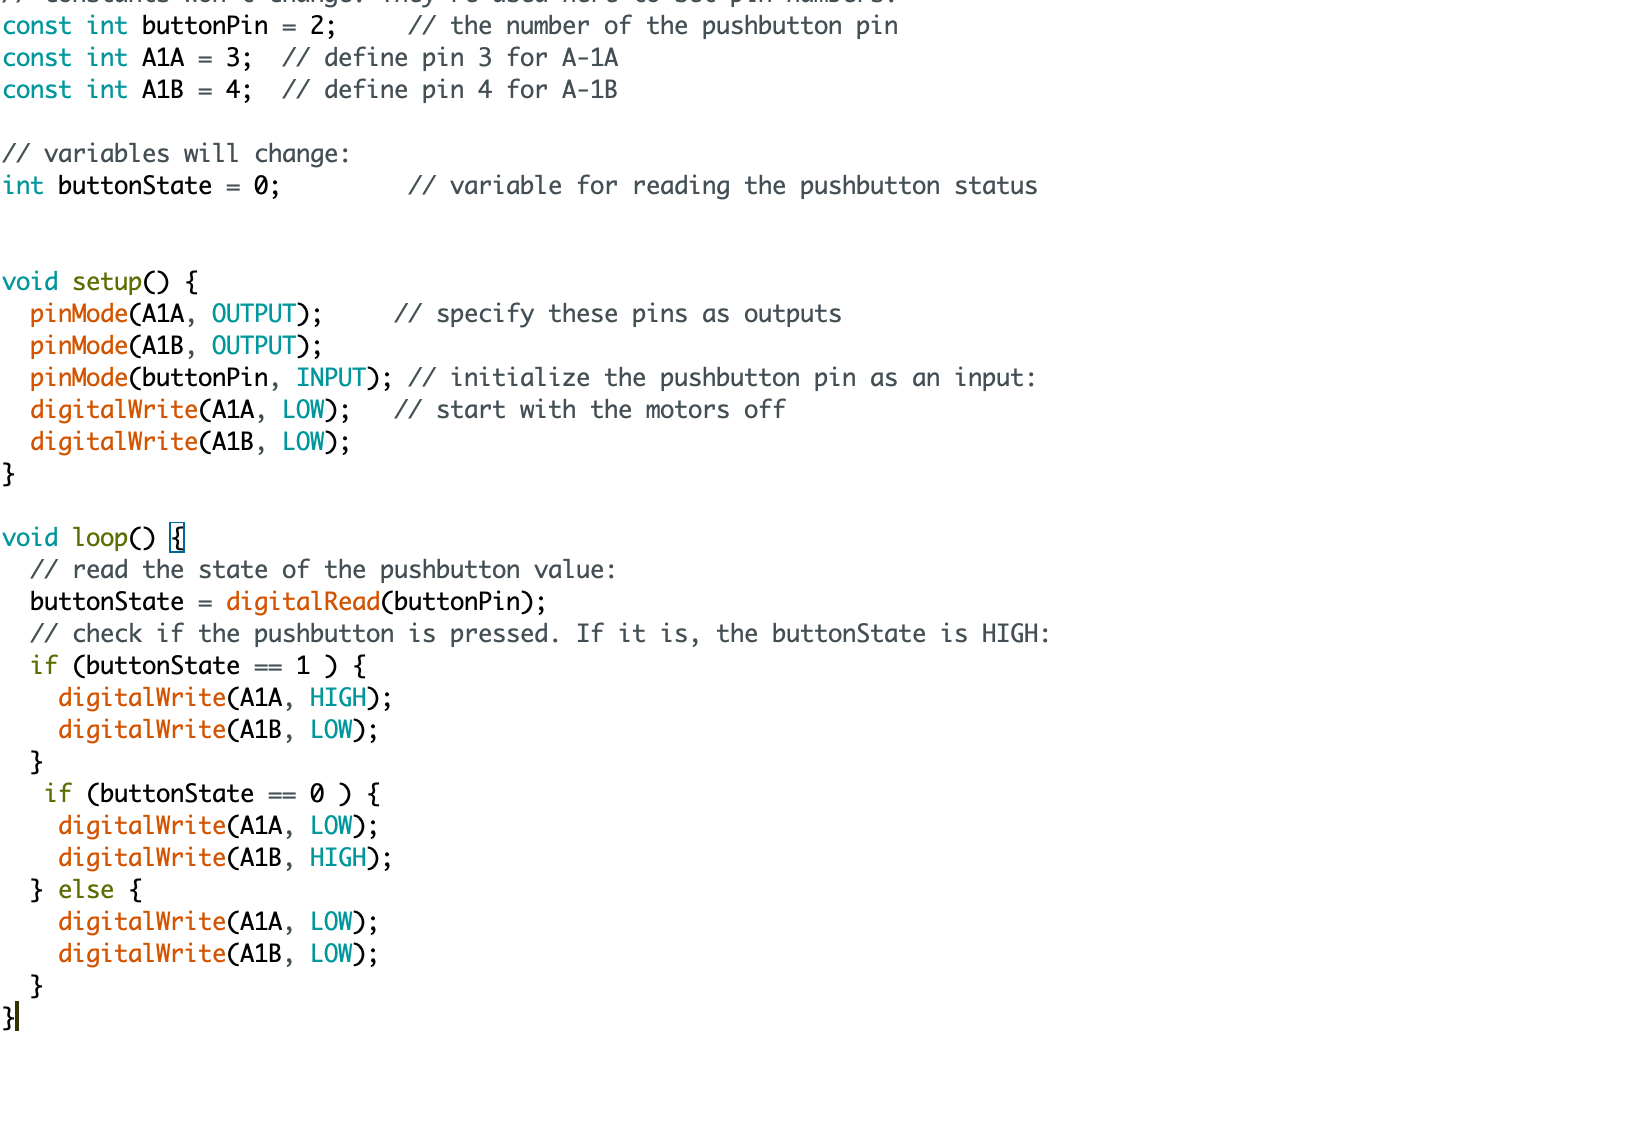 // constants won't change. They're used here to set pin numbers:
const int buttonPin = 2;     // the number of the pushbutton pin
const int A1A = 3;  // define pin 3 for A-1A
const int A1B = 4;  // define pin 4 for A-1B
// variables will change:
int buttonState = 0;         // variable for reading the pushbutton status
void setup() {
  pinMode(A1A, OUTPUT);     // specify these pins as outputs
  pinMode(A1B, OUTPUT);
  pinMode(buttonPin, INPUT); // initialize the pushbutton pin as an input:
  digitalWrite(A1A, LOW);   // start with the motors off
  digitalWrite(A1B, LOW);
}
void loop() {
  // read the state of the pushbutton value:
  buttonState = digitalRead(buttonPin);
  // check if the pushbutton is pressed. If it is, the buttonState is HIGH:
  if (buttonState == 1 ) {
    digitalWrite(A1A, HIGH);
    digitalWrite(A1B, LOW);
  }
   if (buttonState == 0 ) {
    digitalWrite(A1A, LOW);
    digitalWrite(A1B, HIGH);
  } else {
    digitalWrite(A1A, LOW);
    digitalWrite(A1B, LOW);
  }
}